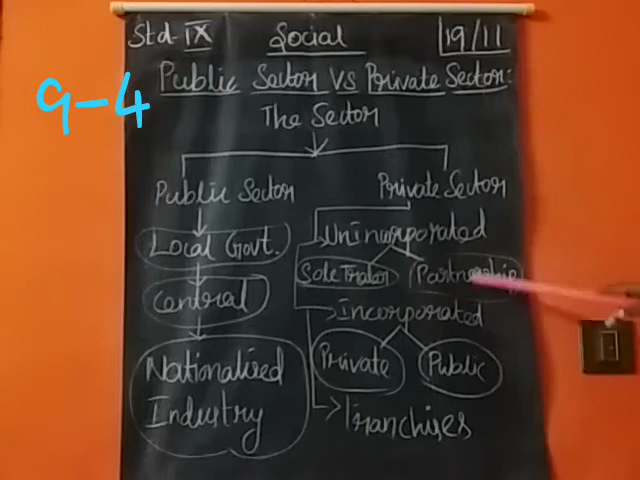 Std-IX Social 19/11
9-4
Public Sector VS Private Sector:
The Sector
Public Sector Private Sector
Local Govt. Unincorporated
Sole Trader Partnership
Central Incorporated
Nationalised Private Public
Industry Franchises